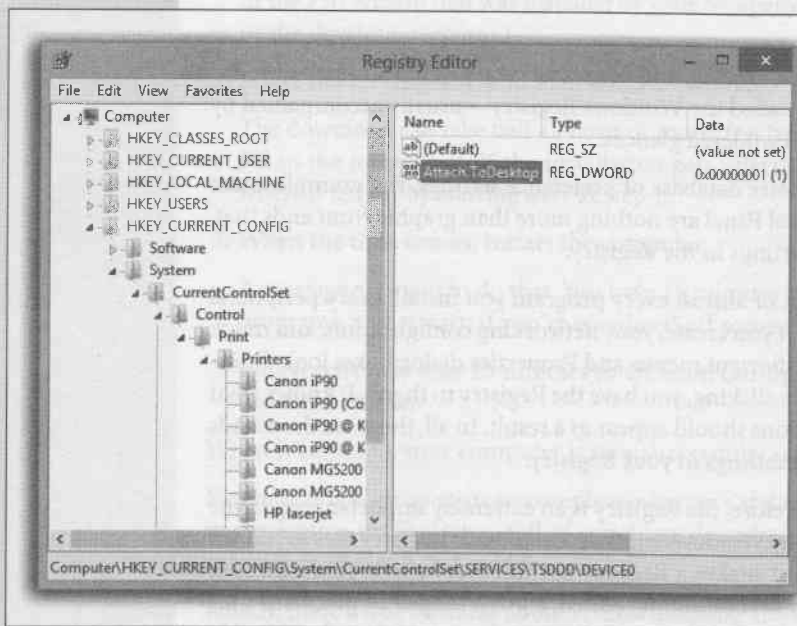 Registry Editor
File Edit View Favorites Help
Computer
HKEY_CLASSES_ROOT
HKEY_CURRENT_USER
HKEY_LOCAL_MACHINE
HKEY_USERS
HKEY_CURRENT_CONFIG
Software
System
CurrentControlSet
Control
Print
Printers
Canon iP90
Canon iP90 (Co
Canon iP90 @ K
Canon iP90 @ K
Canon MG5200
Canon MG5200
HP laserjet
Name Type Data
(Default) REG_SZ (value not set)
Attach.ToDesktop REG_DWORD 0x00000001 (1)
Computer\HKEY_CURRENT_CONFIG\System\CurrentControlSet\SERVICES\TSDDD\DEVICE0